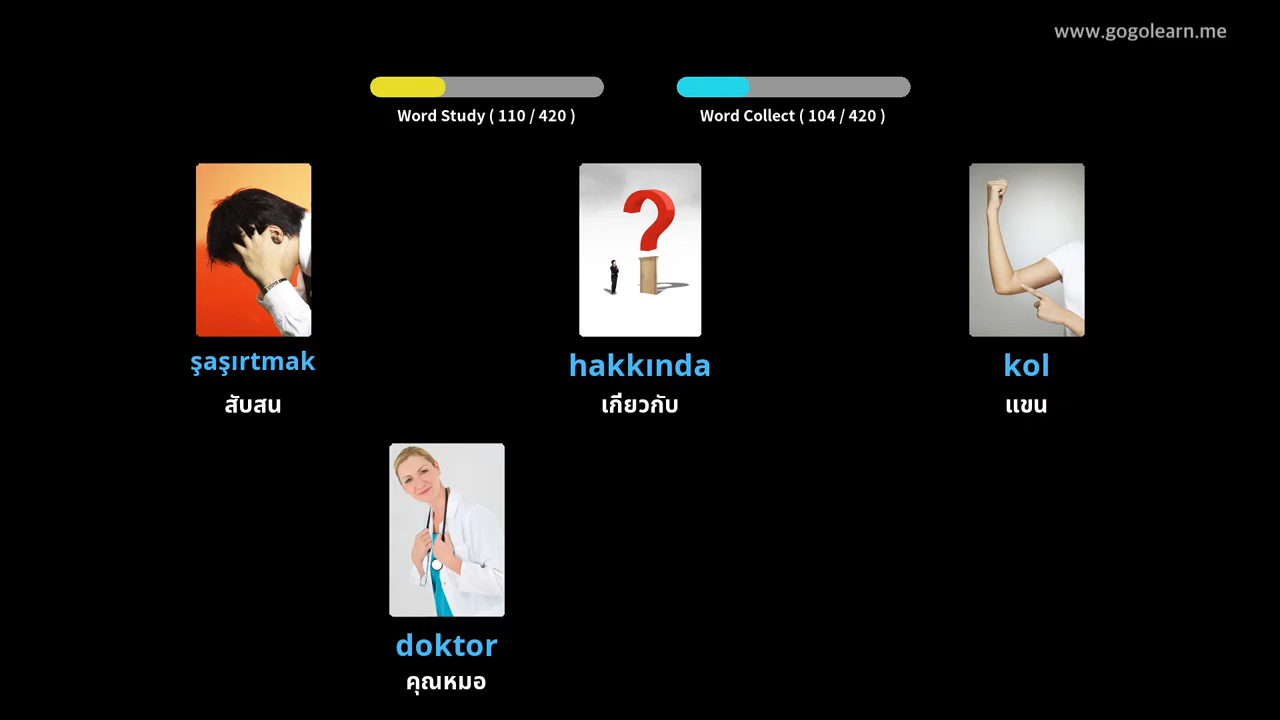 www.gogolearn.me
Word Study ( 110 / 420 )
Word Collect ( 104 / 420 )
şaşırtmak
hakkında
kol
สับสน
เกี่ยวกับ
แขน
doktor
คุณหมอ